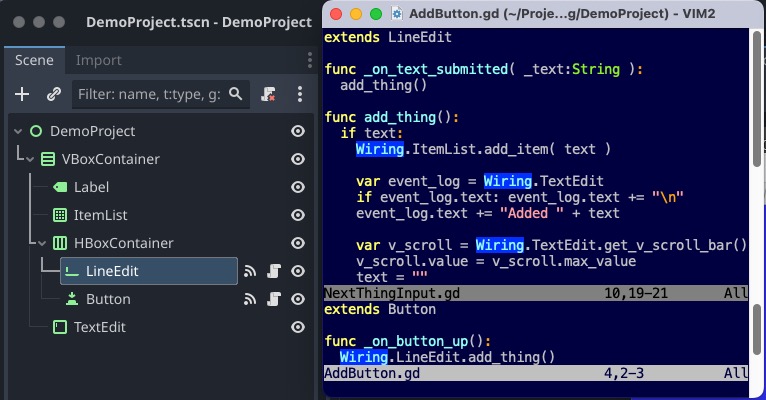 DemoProject.tscn - DemoProject
Scene
Import
Filter: name, t:type, g:
DemoProject
VBoxContainer
Label
ItemList
HBoxContainer
LineEdit
Button
TextEdit
AddButton.gd (~/Proje...g/DemoProject) - VIM2
extends LineEdit
func _on_text_submitted( _text:String ):
  add_thing()
func add_thing():
  if text:
    Wiring.ItemList.add_item( text )
    var event_log = Wiring.TextEdit
    if event_log.text: event_log.text += "\n"
    event_log.text += "Added " + text
    var v_scroll = Wiring.TextEdit.get_v_scroll_bar()
    v_scroll.value = v_scroll.max_value
    text = ""
NextThingInput.gd 10,19-21 All
extends Button
func _on_button_up():
  Wiring.LineEdit.add_thing()
AddButton.gd 4,2-3 All